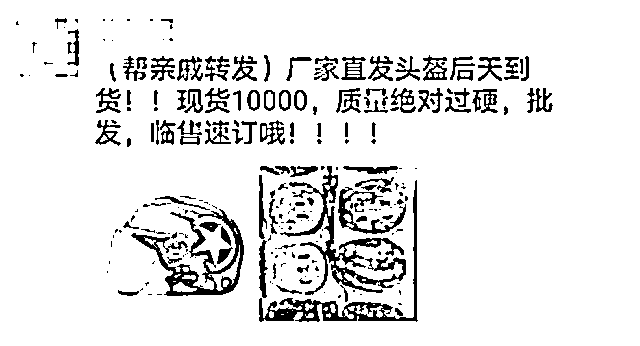 （帮亲戚转发）厂家直发头盔后天到
货！！现货10000，质量绝对过硬，批
发，临售速订哦！！！！